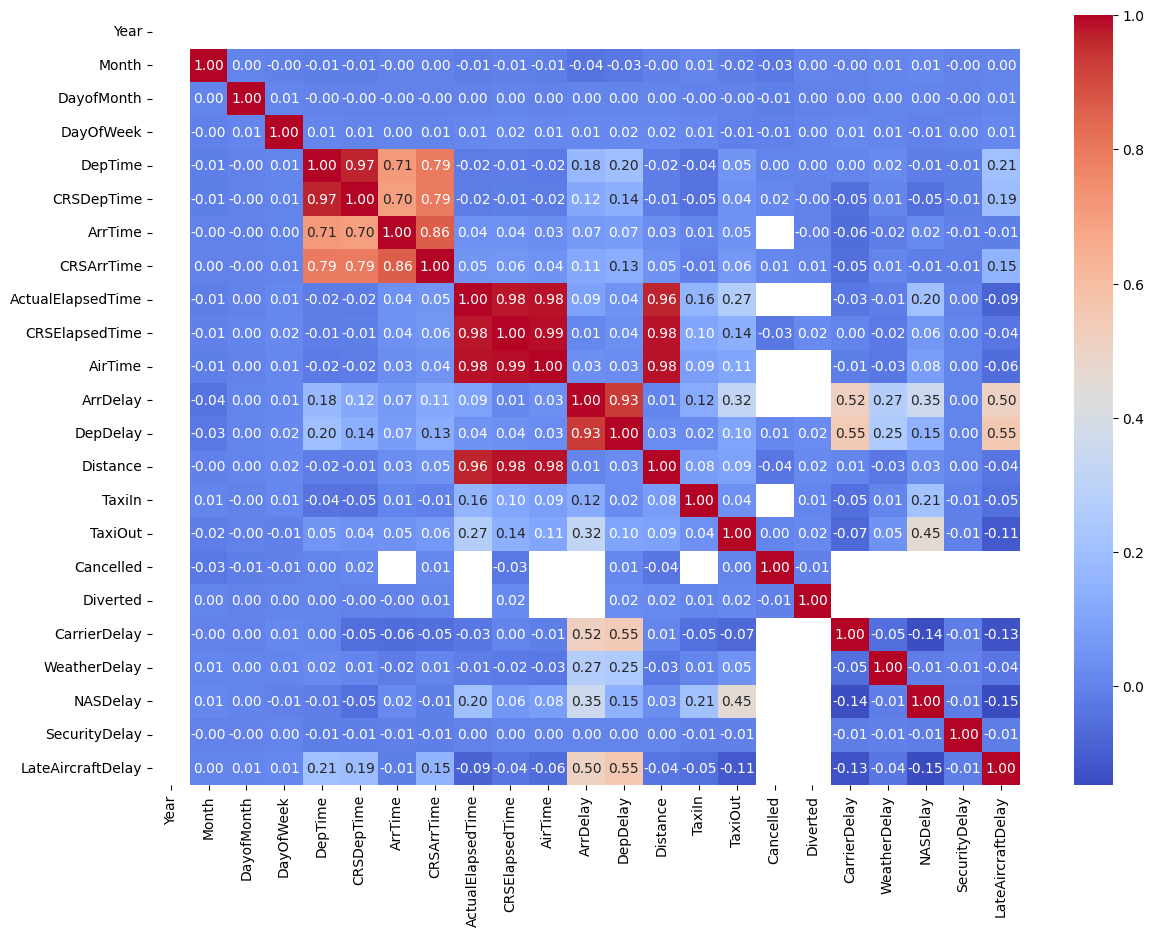 1.0
Year
Month 1.00 0.00 -0.00 -0.01 -0.01 -0.00 0.00 -0.01 -0.01 -0.01 -0.04 -0.03 -0.00 0.01 -0.02 -0.03 0.00 -0.00 0.01 0.01 -0.00 0.00
DayofMonth 0.00 1.00 0.01 -0.00 -0.00 -0.00 -0.00 0.00 0.00 0.00 0.00 0.00 0.00 -0.00 -0.00 -0.01 0.00 0.00 0.00 0.00 -0.00 0.01
DayOfWeek -0.00 0.01 1.00 0.01 0.01 0.00 0.01 0.01 0.02 0.01 0.01 0.02 0.02 0.01 -0.01 -0.01 0.00 0.01 0.01 -0.01 0.00 0.01
DepTime -0.01 -0.00 0.01 1.00 0.97 0.71 0.79 -0.02 -0.01 -0.02 0.18 0.20 -0.02 -0.04 0.05 0.00 0.00 0.00 0.02 -0.01 -0.01 0.21
0.8
CRSDepTime -0.01 -0.00 0.01 0.97 1.00 0.70 0.79 -0.02 -0.01 -0.02 0.12 0.14 -0.01 -0.05 0.04 0.02 -0.00 -0.05 0.01 -0.05 -0.01 0.19
ArrTime -0.00 -0.00 0.00 0.71 0.70 1.00 0.86 0.04 0.04 0.03 0.07 0.07 0.03 0.01 0.05 -0.00 -0.06 -0.02 0.02 -0.01 -0.01
CRSArrTime 0.00 -0.00 0.01 0.79 0.79 0.86 1.00 0.05 0.06 0.04 0.11 0.13 0.05 -0.01 0.06 0.01 0.01 -0.05 0.01 -0.01 -0.01 0.15
ActualElapsedTime -0.01 0.00 0.01 -0.02 -0.02 0.04 0.05 1.00 0.98 0.98 0.09 0.04 0.96 0.16 0.27 -0.03 -0.01 0.20 0.00 -0.09
0.6
CRSElapsedTime -0.01 0.00 0.02 -0.01 -0.01 0.04 0.06 0.98 1.00 0.99 0.01 0.04 0.98 0.10 0.14 -0.03 0.02 0.00 -0.02 0.06 0.00 -0.04
AirTime -0.01 0.00 0.01 -0.02 -0.02 0.03 0.04 0.98 0.99 1.00 0.03 0.03 0.98 0.09 0.11 -0.01 -0.03 0.08 0.00 -0.06
ArrDelay -0.04 0.00 0.01 0.18 0.12 0.07 0.11 0.09 0.01 0.03 1.00 0.93 0.01 0.12 0.32 0.52 0.27 0.35 0.00 0.50
0.4
DepDelay -0.03 0.00 0.02 0.20 0.14 0.07 0.13 0.04 0.04 0.03 0.93 1.00 0.03 0.02 0.10 0.01 0.02 0.55 0.25 0.15 0.00 0.55
Distance -0.00 0.00 0.02 -0.02 -0.01 0.03 0.05 0.96 0.98 0.98 0.01 0.03 1.00 0.08 0.09 -0.04 0.02 0.01 -0.03 0.03 0.00 -0.04
TaxiIn 0.01 -0.00 0.01 -0.04 -0.05 0.01 -0.01 0.16 0.10 0.09 0.12 0.02 0.08 1.00 0.04 0.01 -0.05 0.01 0.21 -0.01 -0.05
TaxiOut -0.02 -0.00 -0.01 0.05 0.04 0.05 0.06 0.27 0.14 0.11 0.32 0.10 0.09 0.04 1.00 0.00 0.02 -0.07 0.05 0.45 -0.01 -0.11
0.2
Cancelled -0.03 -0.01 -0.01 0.00 0.02 0.01 -0.03 0.01 -0.04 0.00 1.00 -0.01
Diverted 0.00 0.00 0.00 0.00 -0.00 -0.00 0.01 0.02 0.02 0.02 0.01 0.02 -0.01 1.00
CarrierDelay -0.00 0.00 0.01 0.00 -0.05 -0.06 -0.05 -0.03 0.00 -0.01 0.52 0.55 0.01 -0.05 -0.07 1.00 -0.05 -0.14 -0.01 -0.13
WeatherDelay 0.01 0.00 0.01 0.02 0.01 -0.02 0.01 -0.01 -0.02 -0.03 0.27 0.25 -0.03 0.01 0.05 -0.05 1.00 -0.01 -0.01 -0.04
0.0
NASDelay 0.01 0.00 -0.01 -0.01 -0.05 0.02 -0.01 0.20 0.06 0.08 0.35 0.15 0.03 0.21 0.45 -0.14 -0.01 1.00 -0.01 -0.15
SecurityDelay -0.00 -0.00 0.00 -0.01 -0.01 -0.01 -0.01 0.00 0.00 0.00 0.00 0.00 0.00 -0.01 -0.01 -0.01 -0.01 -0.01 1.00 -0.01
LateAircraftDelay 0.00 0.01 0.01 0.21 0.19 -0.01 0.15 -0.09 -0.04 -0.06 0.50 0.55 -0.04 -0.05 -0.11 -0.13 -0.04 -0.15 -0.01 1.00
Year
Month
DayofMonth
DayOfWeek
DepTime
CRSDepTime
ArrTime
CRSArrTime
ActualElapsedTime
CRSElapsedTime
AirTime
ArrDelay
DepDelay
Distance
TaxiIn
TaxiOut
Cancelled
Diverted
CarrierDelay
WeatherDelay
NASDelay
SecurityDelay
LateAircraftDelay